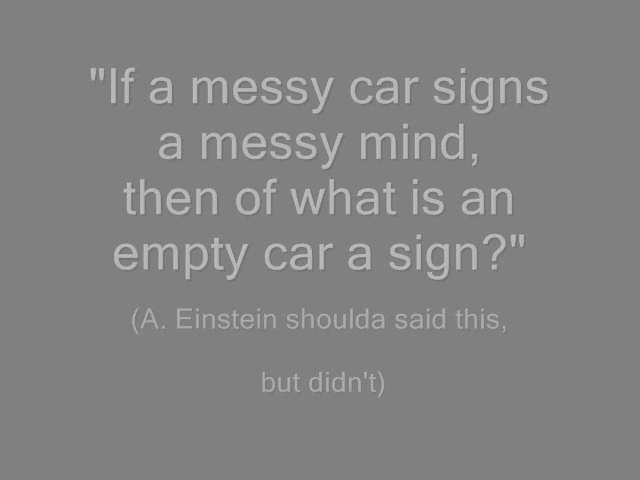 "If a messy car signs
a messy mind,
then of what is an
empty car a sign?"
(A. Einstein shoulda said this,
but didn't)